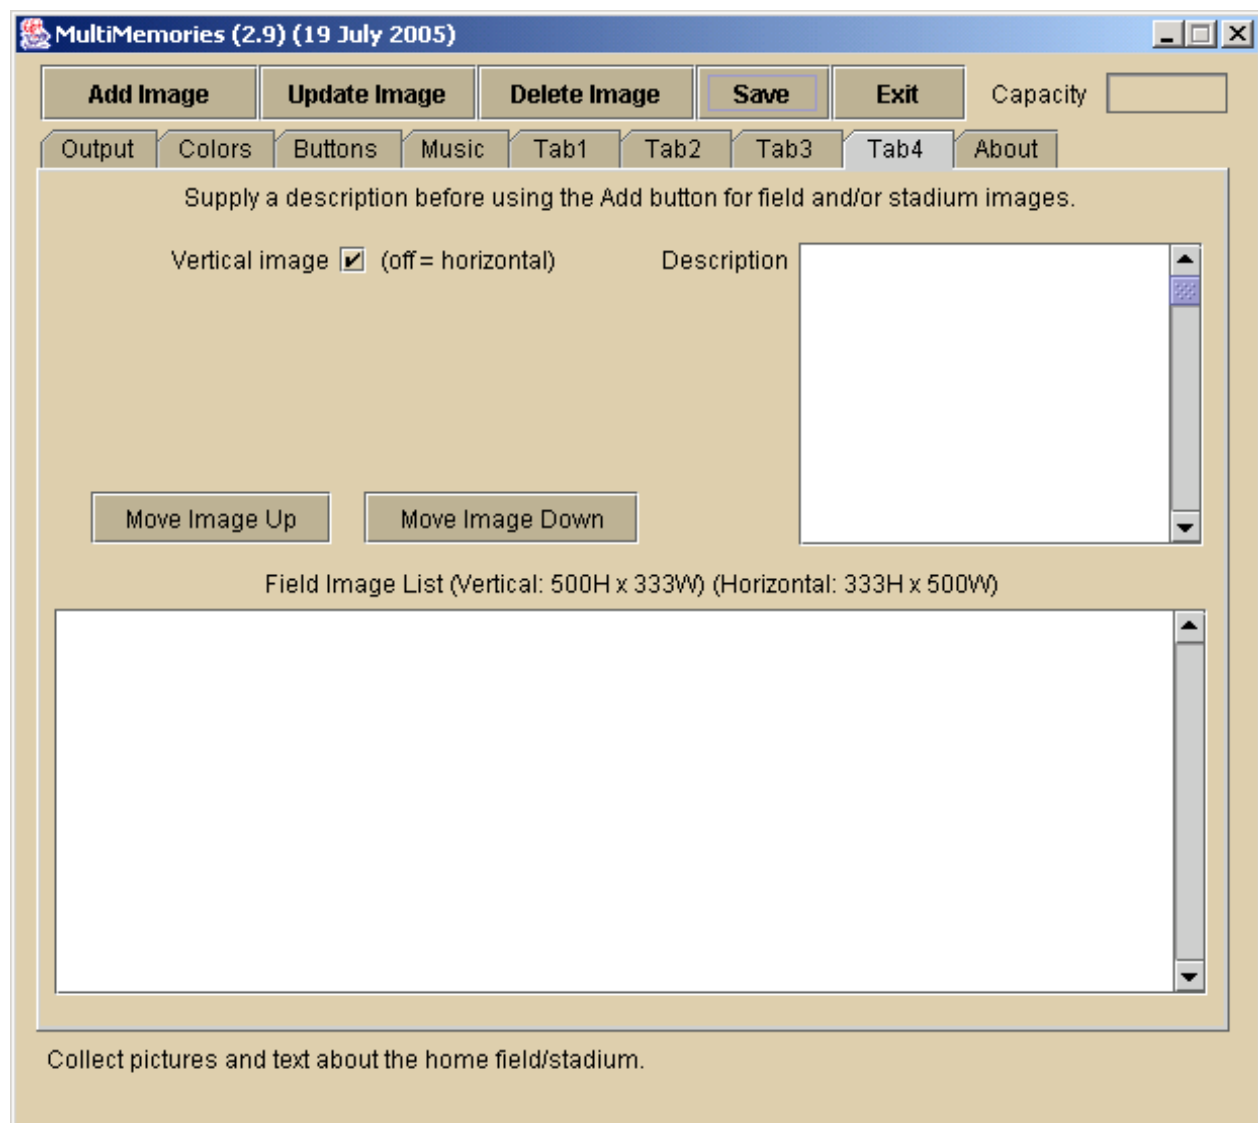 MultiMemories (2.9) (19 July 2005)
Add Image Update Image Delete Image Save Exit Capacity
Output Colors Buttons Music Tab1 Tab2 Tab3 Tab4 About
Supply a description before using the Add button for field and/or stadium images.
Vertical image (off = horizontal) Description
Move Image Up Move Image Down
Field Image List (Vertical: 500H x 333W) (Horizontal: 333H x 500W)
Collect pictures and text about the home field/stadium.